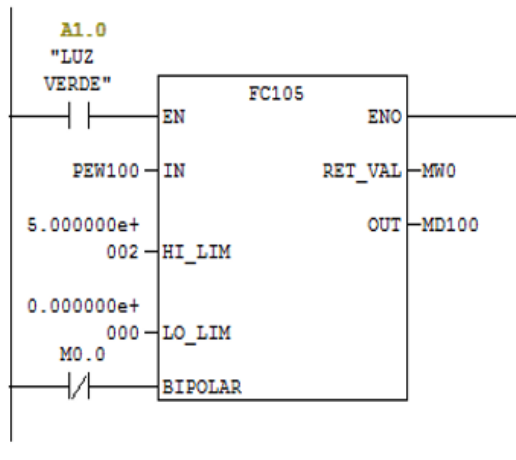 A1.0
"LUZ
VERDE"
FC105
EN ENO
PEW100 IN RET_VAL MW0
5.000000e+ OUT MD100
002 HI_LIM
0.000000e+
000 LO_LIM
M0.0
BIPOLAR